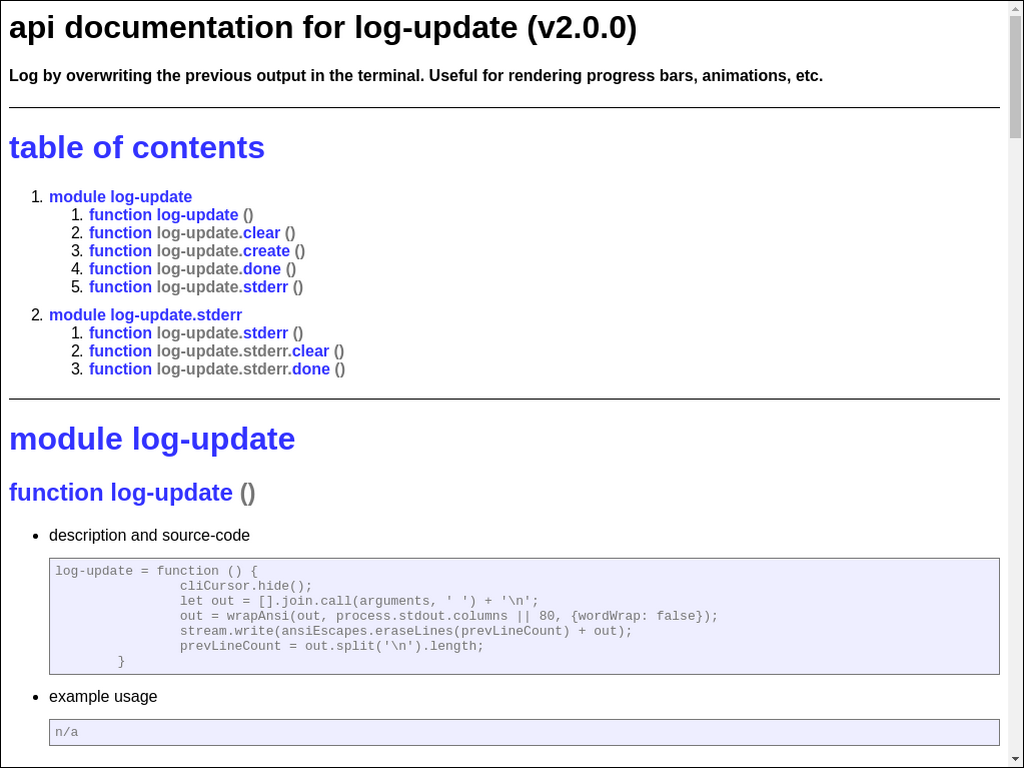 api documentation for log-update (v2.0.0)
Log by overwriting the previous output in the terminal. Useful for rendering progress bars, animations, etc.
table of contents
1. module log-update
1. function log-update ()
2. function log-update.clear ()
3. function log-update.create ()
4. function log-update.done ()
5. function log-update.stderr ()
2. module log-update.stderr
1. function log-update.stderr ()
2. function log-update.stderr.clear ()
3. function log-update.stderr.done ()
module log-update
function log-update ()
• description and source-code
log-update = function () {
cliCursor.hide();
let out = [].join.call(arguments, ' ') + '\n';
out = wrapAnsi(out, process.stdout.columns || 80, {wordWrap: false});
stream.write(ansiEscapes.eraseLines(prevLineCount) + out);
prevLineCount = out.split('\n').length;
}
• example usage
n/a